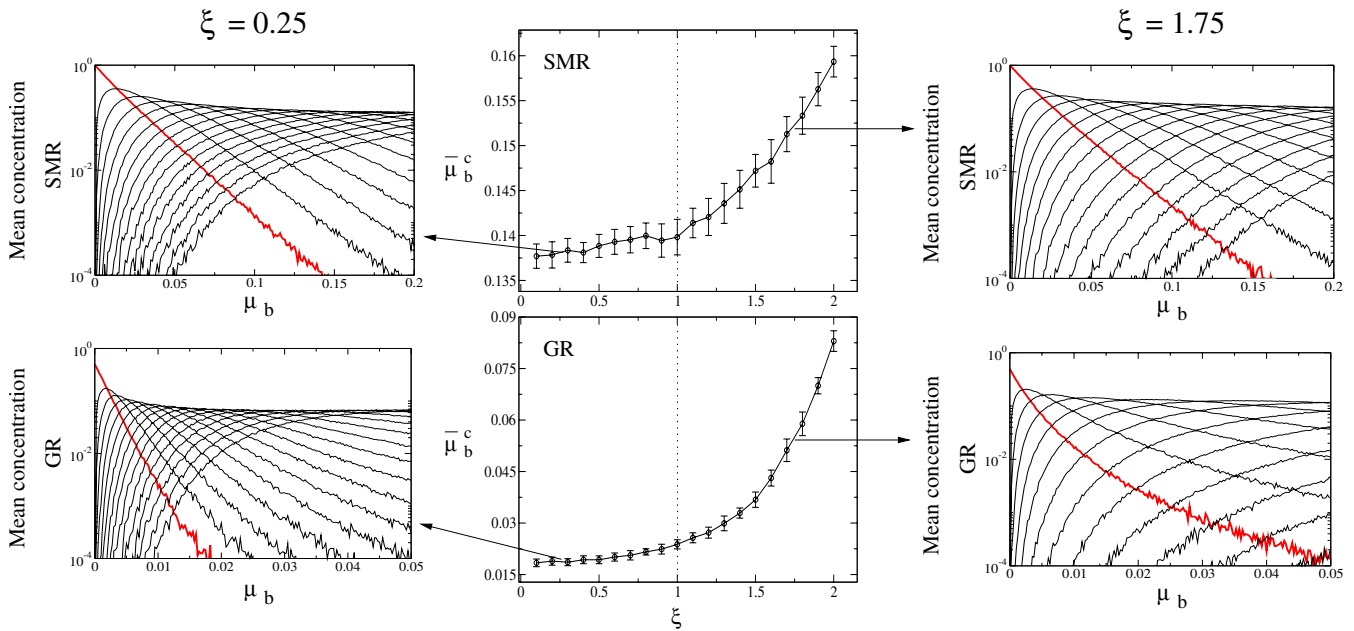 ξ = 0.25
ξ = 1.75
Mean concentration
SMR
10^0
10^-2
10^-4
0
0.05
0.1
0.15
0.2
μ_b
SMR
μ̄_b^c
0.16
0.155
0.15
0.145
0.14
0.135
0
0.5
1
1.5
2
Mean concentration
SMR
10^0
10^-2
10^-4
0
0.05
0.1
0.15
0.2
μ_b
Mean concentration
GR
10^0
10^-2
10^-4
0
0.01
0.02
0.03
0.04
0.05
μ_b
GR
μ̄_b^c
0.09
0.075
0.06
0.045
0.03
0.015
0
0.5
1
1.5
2
ξ
Mean concentration
GR
10^0
10^-2
10^-4
0
0.01
0.02
0.03
0.04
0.05
μ_b